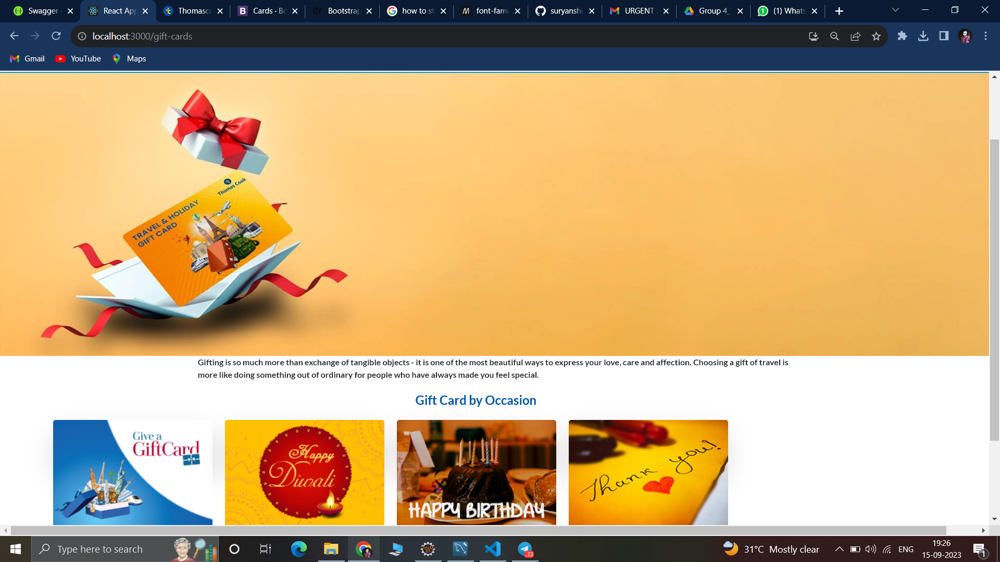 Swagger
React App
Thomasco
Cards · Bo
Bootstrap
how to st
font-fami
suryanshu
URGENT :
Group 4_
(1) Whats
localhost:3000/gift-cards
Gmail
YouTube
Maps
Thomas Cook
TRAVEL & HOLIDAY
GIFT CARD
Gifting is so much more than exchange of tangible objects - it is one of the most beautiful ways to express your love, care and affection. Choosing a gift of travel is
more like doing something out of ordinary for people who have always made you feel special.
Gift Card by Occasion
Give a
GiftCard
Happy
Diwali
HAPPY BIRTHDAY
Thank you!
Type here to search
..22
31°C Mostly clear
ENG
19:26
15-09-2023
1